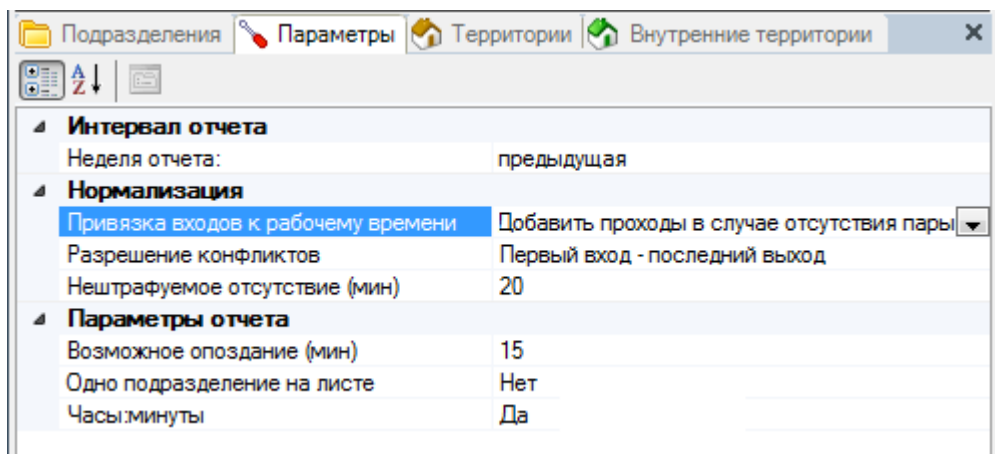 Подразделения Параметры Территории Внутренние территории
Интервал отчета
Неделя отчета: предыдущая
Нормализация
Привязка входов к рабочему времени Добавить проходы в случае отсутствия пары
Разрешение конфликтов Первый вход - последний выход
Нештрафуемое отсутствие (мин) 20
Параметры отчета
Возможное опоздание (мин) 15
Одно подразделение на листе Нет
Часы:минуты Да